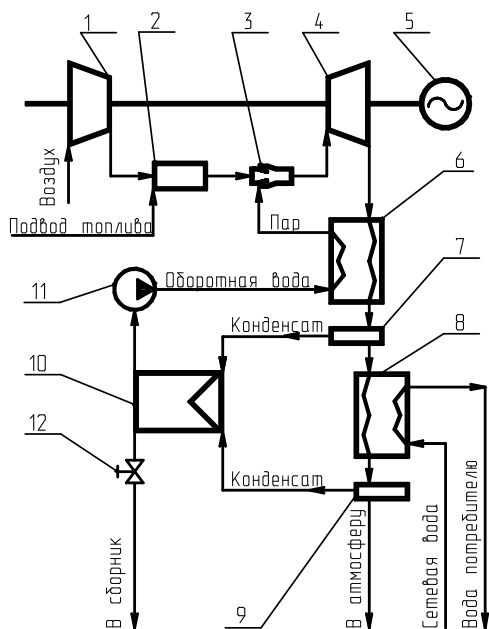 1
2
3
4
5
Воздух
Подвод топлива
Пар
6
11
Оборотная вода
7
Конденсат
8
10
12
Конденсат
В сборник
9
В атмосферу
Сетевая вода
Вода потребителю